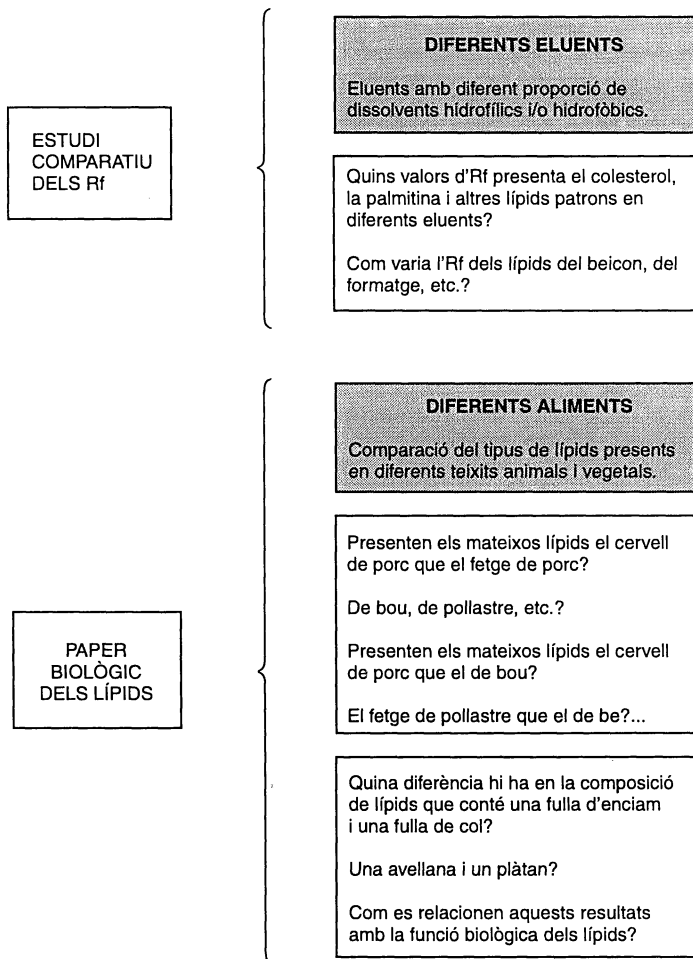 ESTUDI
COMPARATIU
DELS Rf
DIFERENTS ELUENTS
Eluents amb diferent proporció de
dissolvents hidrofílics i/o hidrofòbics.
Quins valors d'Rf presenta el colesterol,
la palmitina i altres lípids patrons en
diferents eluents?
Com varia l'Rf dels lípids del beicon, del
formatge, etc.?
PAPER
BIOLÒGIC
DELS LÍPIDS
DIFERENTS ALIMENTS
Comparació del tipus de lípids presents
en diferents teixits animals i vegetals.
Presenten els mateixos lípids el cervell
de porc que el fetge de porc?
De bou, de pollastre, etc.?
Presenten els mateixos lípids el cervell
de porc que el de bou?
El fetge de pollastre que el de be?...
Quina diferència hi ha en la composició
de lípids que conté una fulla d'enciam
i una fulla de col?
Una avellana i un plàtan?
Com es relacionen aquests resultats
amb la funció biològica dels lípids?